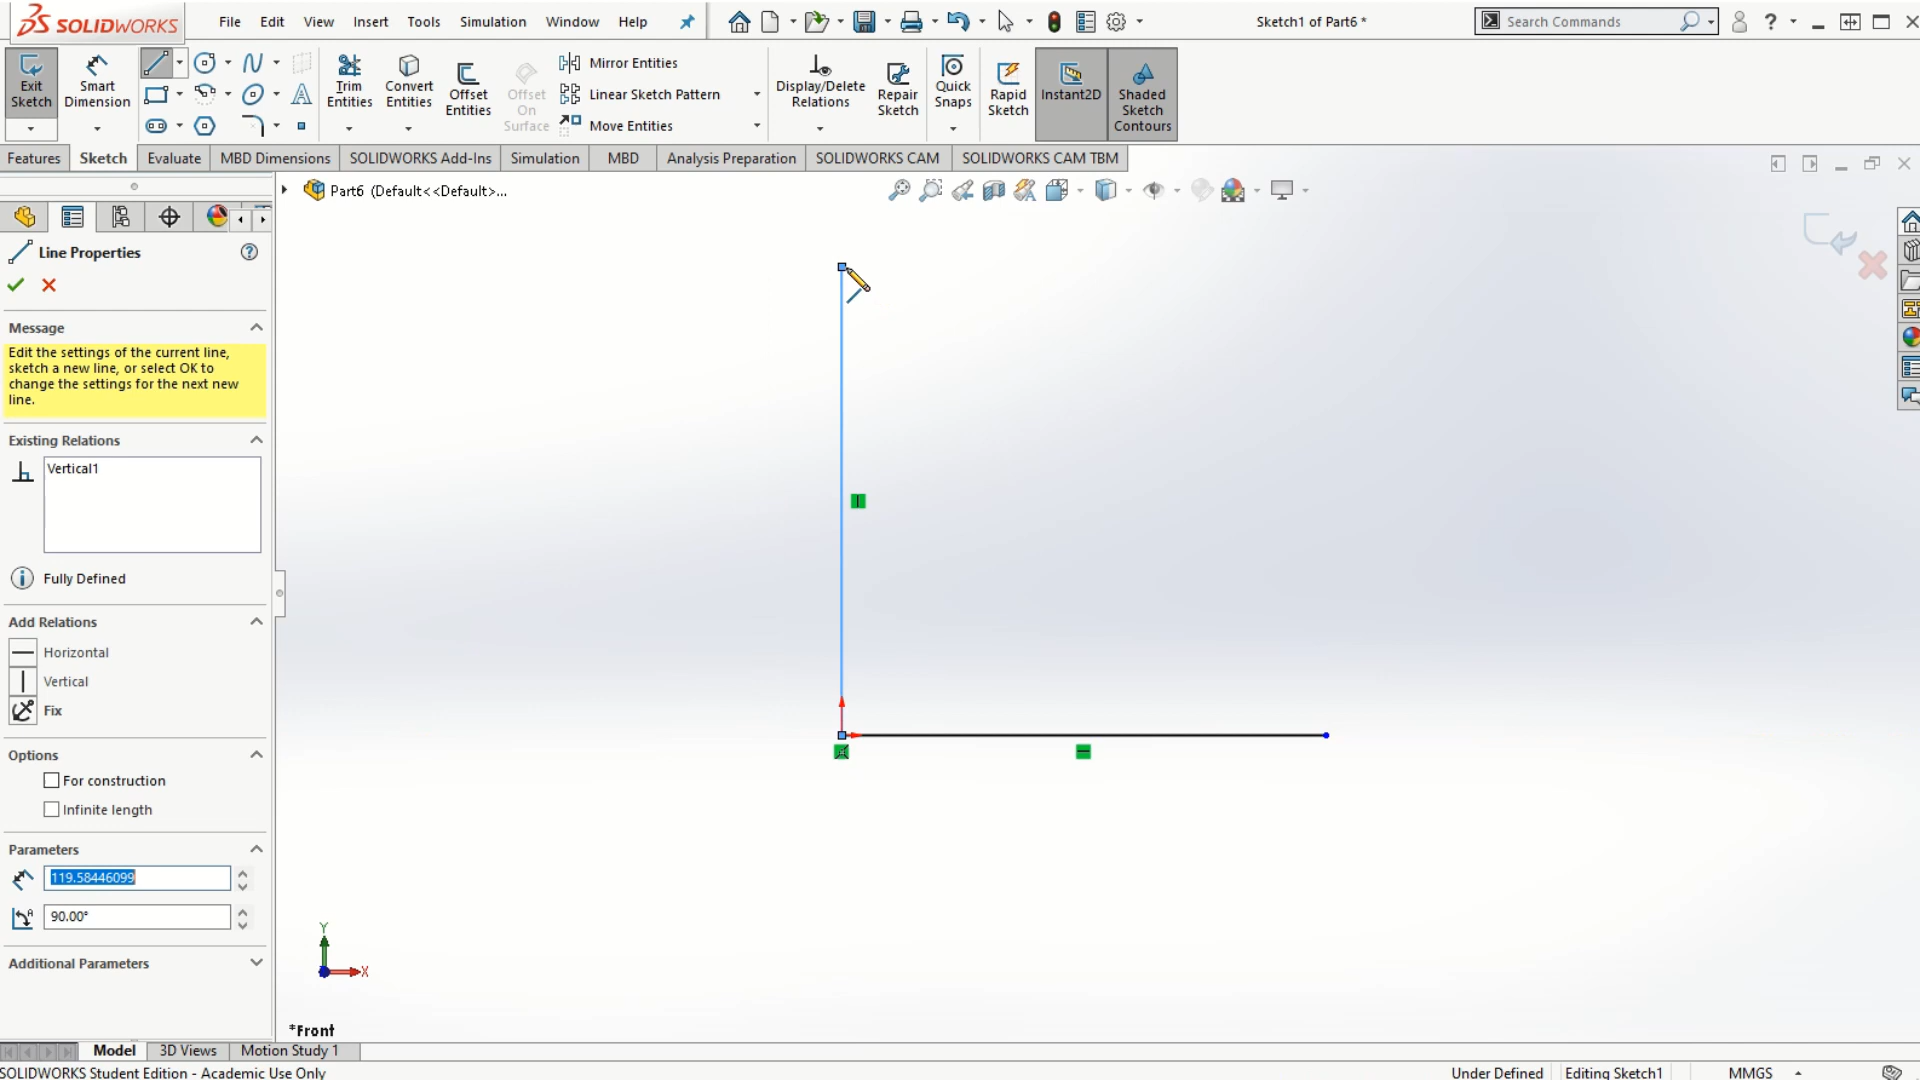 SOLIDWORKS File Edit View Insert Tools Simulation Window Help Sketch1 of Part6 * Search Commands ?
Exit Sketch
Smart Dimension
Trim Entities
Convert Entities
Offset Entities
Offset On Surface
Mirror Entities
Linear Sketch Pattern
Move Entities
Display/Delete Relations
Repair Sketch
Quick Snaps
Rapid Sketch
Instant2D
Shaded Sketch Contours
Features Sketch Evaluate MBD Dimensions SOLIDWORKS Add-Ins Simulation MBD Analysis Preparation SOLIDWORKS CAM SOLIDWORKS CAM TBM
Part6 (Default<<Default>...
Line Properties
Message
Edit the settings of the current line,
sketch a new line, or select OK to
change the settings for the next new
line.
Existing Relations
Vertical1
Fully Defined
Add Relations
Horizontal
Vertical
Fix
Options
For construction
Infinite length
Parameters
119.58446099
90.00°
Additional Parameters
Y
X
*Front
Model 3D Views Motion Study 1
SOLIDWORKS Student Edition - Academic Use Only Under Defined Editing Sketch1 MMGS